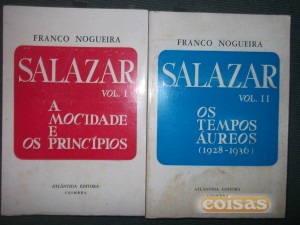 FRANCO NOGUEIRA
SALAZAR
VOL. I
A
MOCIDADE
E
OS PRINCÍPIOS
ATLÂNTIDA EDITORA
COIMBRA
FRANCO NOGUEIRA
SALAZAR
VOL. II
OS
TEMPOS
ÁUREOS
(1928-1936)
ATLÂNTIDA EDITORA
coisas